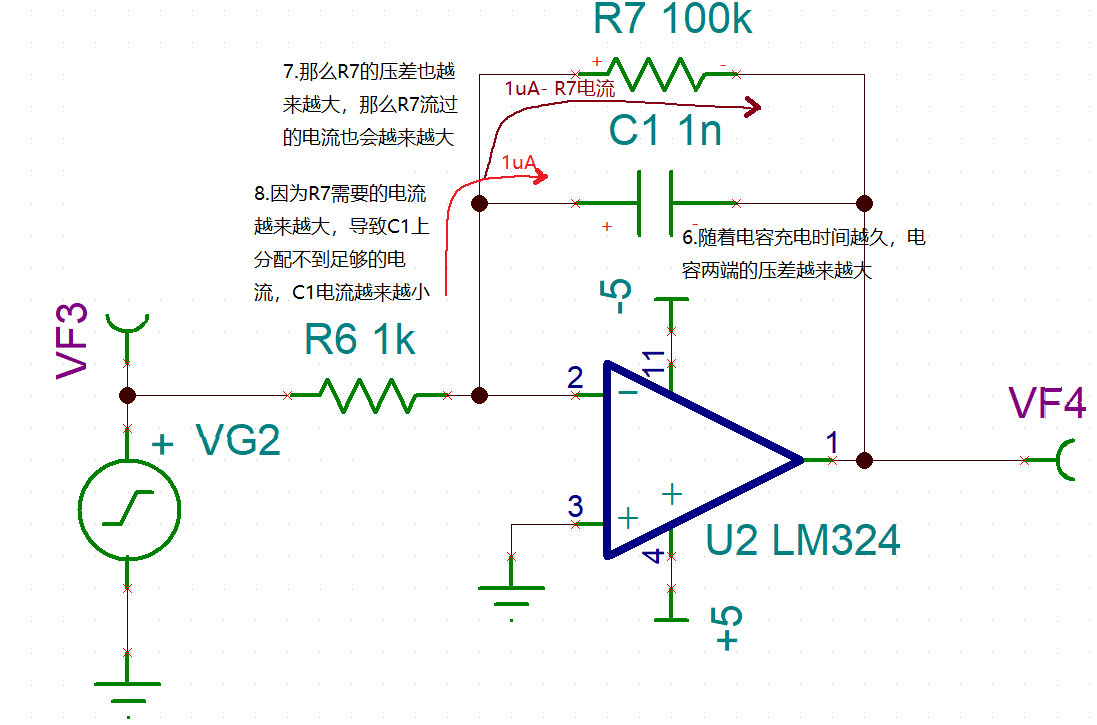 R7 100k
+ -
7.那么R7的压差也越
来越大，那么R7流过
的电流也会越来越大
1uA- R7电流
C1 1n
1uA
8.因为R7需要的电流
越来越大，导致C1上
分配不到足够的电
流，C1电流越来越小
+ -
6.随着电容充电时间越久，电
容两端的压差越来越大
-5
VF3
R6 1k
11
2
-
VF4
+ VG2
1
3
+
+
U2 LM324
4
+5